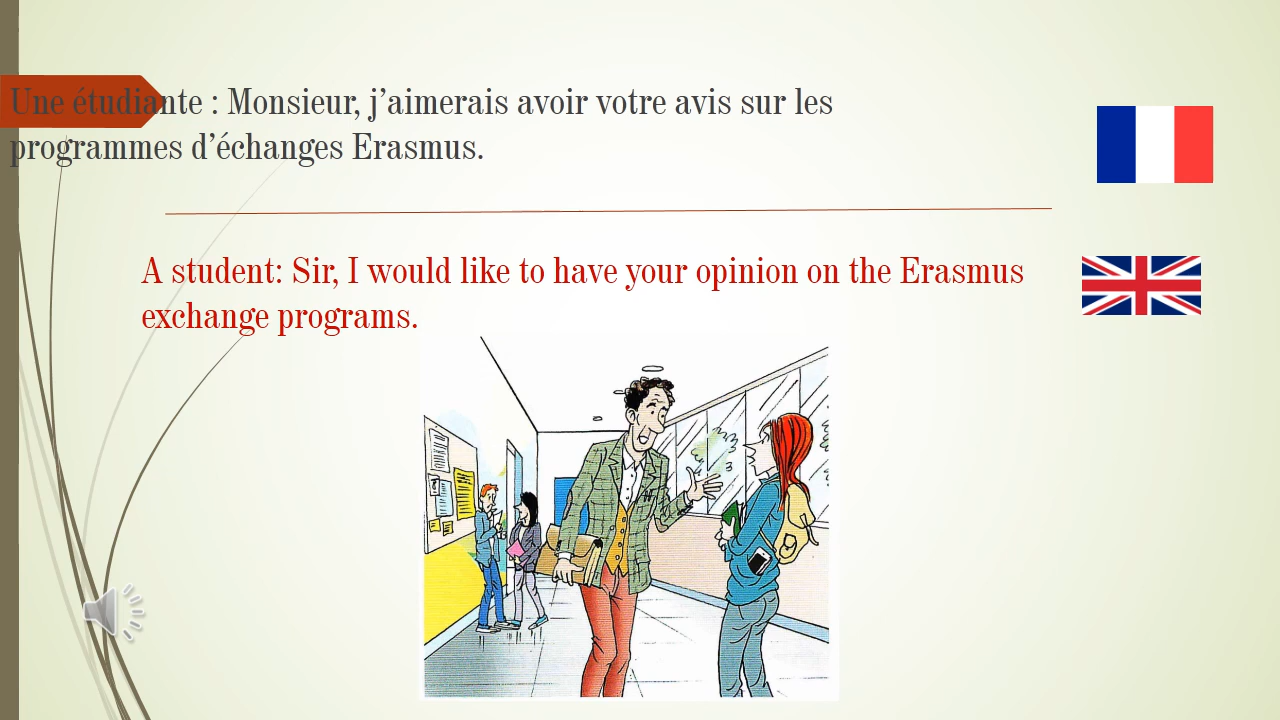 Une étudiante : Monsieur, j’aimerais avoir votre avis sur les
programmes d’échanges Erasmus.
A student: Sir, I would like to have your opinion on the Erasmus
exchange programs.